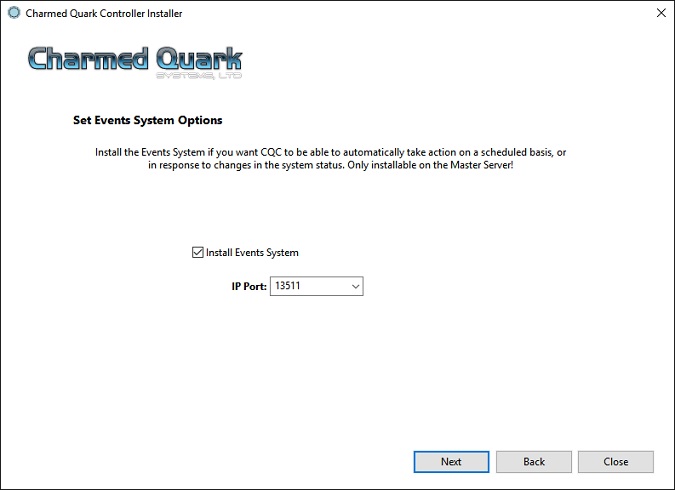 Charmed Quark Controller Installer
Charmed Quark
SYSTEMS, LTD
Set Events System Options
Install the Events System if you want CQC to be able to automatically take action on a scheduled basis, or
in response to changes in the system status. Only installable on the Master Server!
Install Events System
IP Port: 13511
Next Back Close